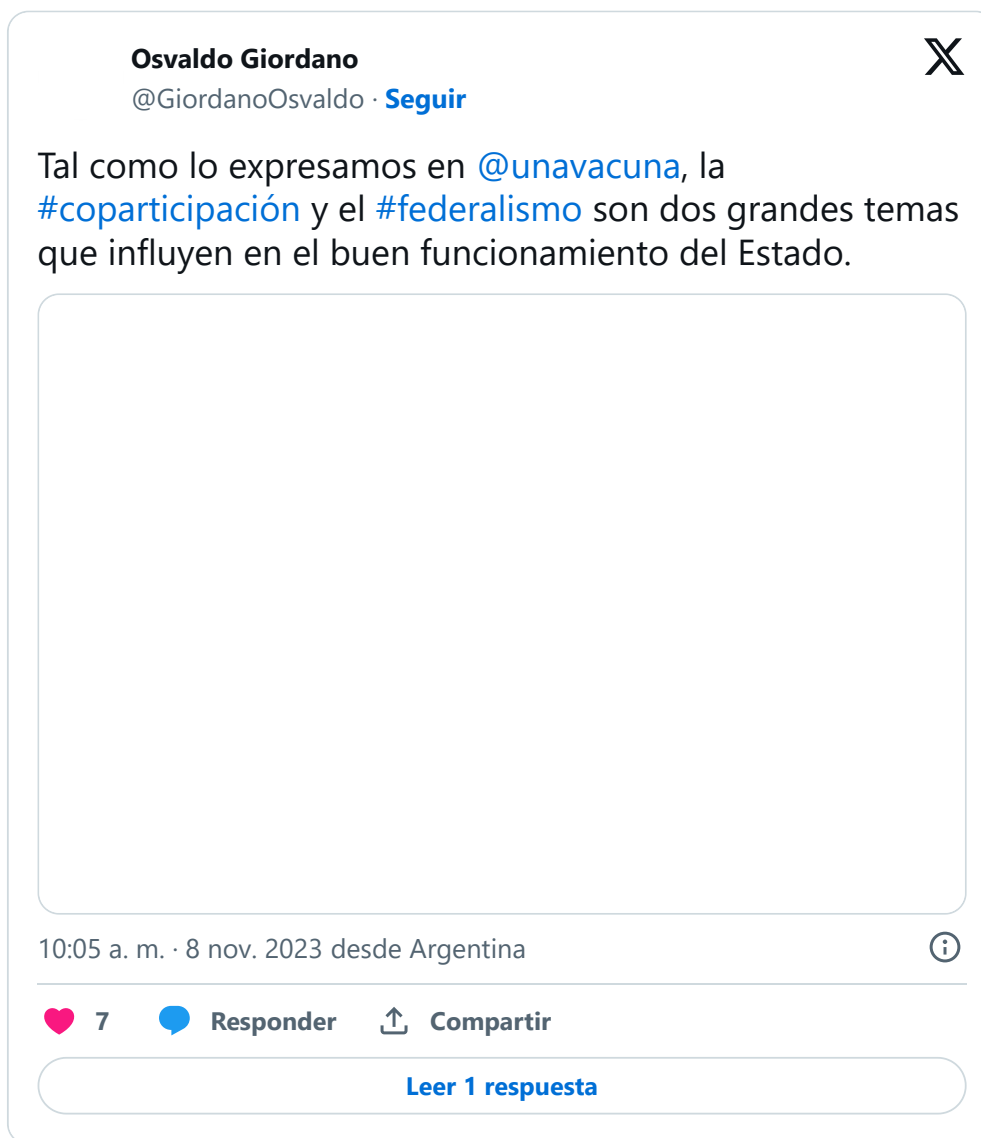 Osvaldo Giordano
@GiordanoOsvaldo · Seguir
Tal como lo expresamos en @unavacuna, la
#coparticipación y el #federalismo son dos grandes temas
que influyen en el buen funcionamiento del Estado.
10:05 a. m. · 8 nov. 2023 desde Argentina
7 Responder Compartir
Leer 1 respuesta